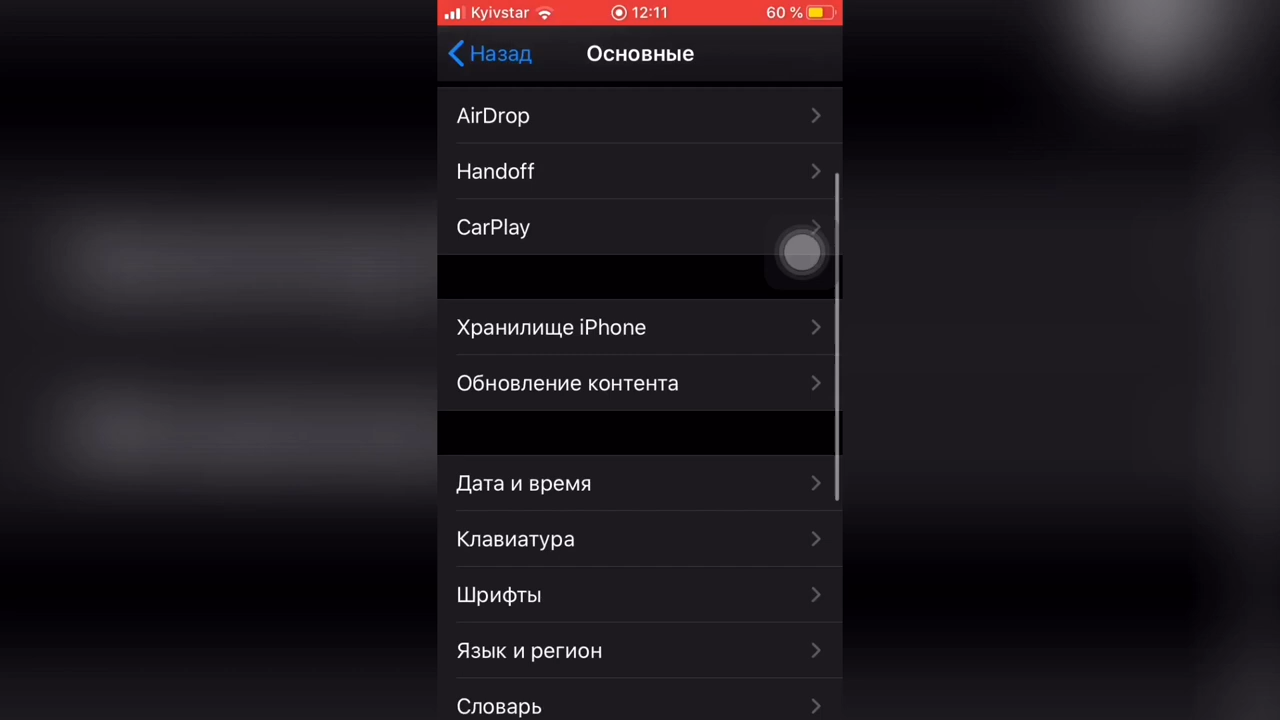 Kyivstar 12:11 60 %
Назад Основные
AirDrop
Handoff
CarPlay
Хранилище iPhone
Обновление контента
Дата и время
Клавиатура
Шрифты
Язык и регион
Словарь